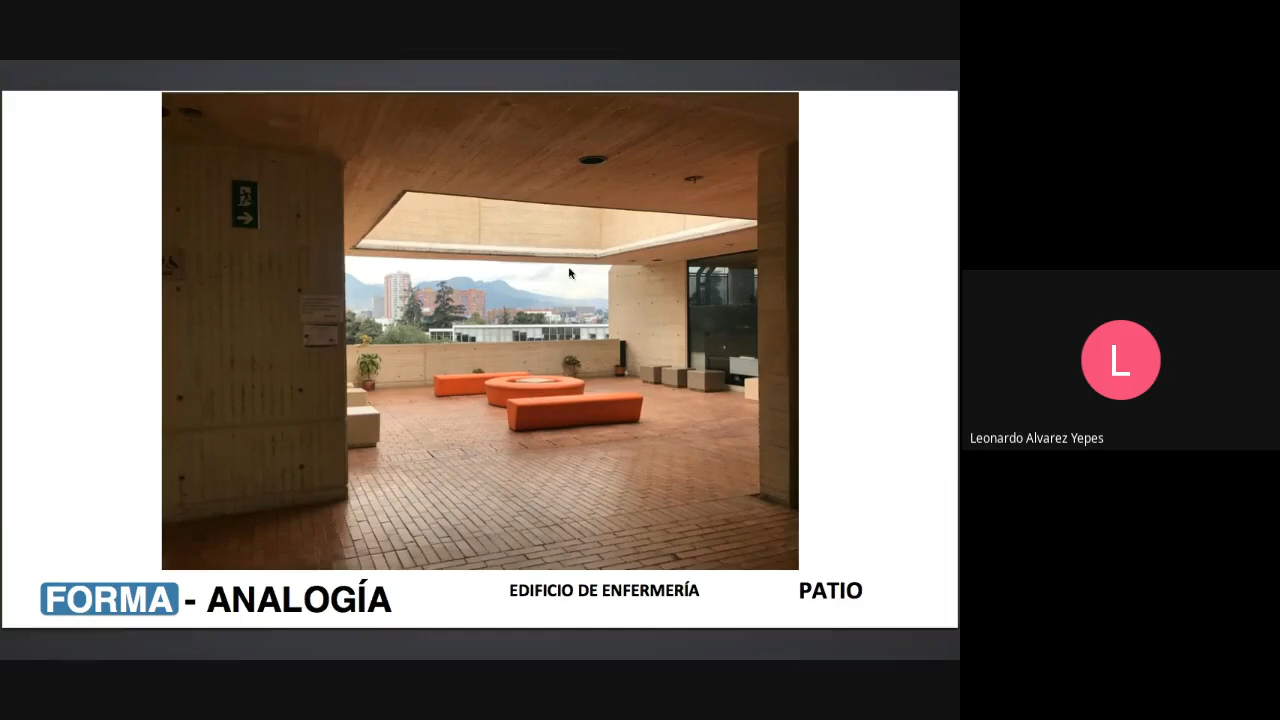 FORMA - ANALOGÍA
EDIFICIO DE ENFERMERÍA
PATIO
L
Leonardo Alvarez Yepes